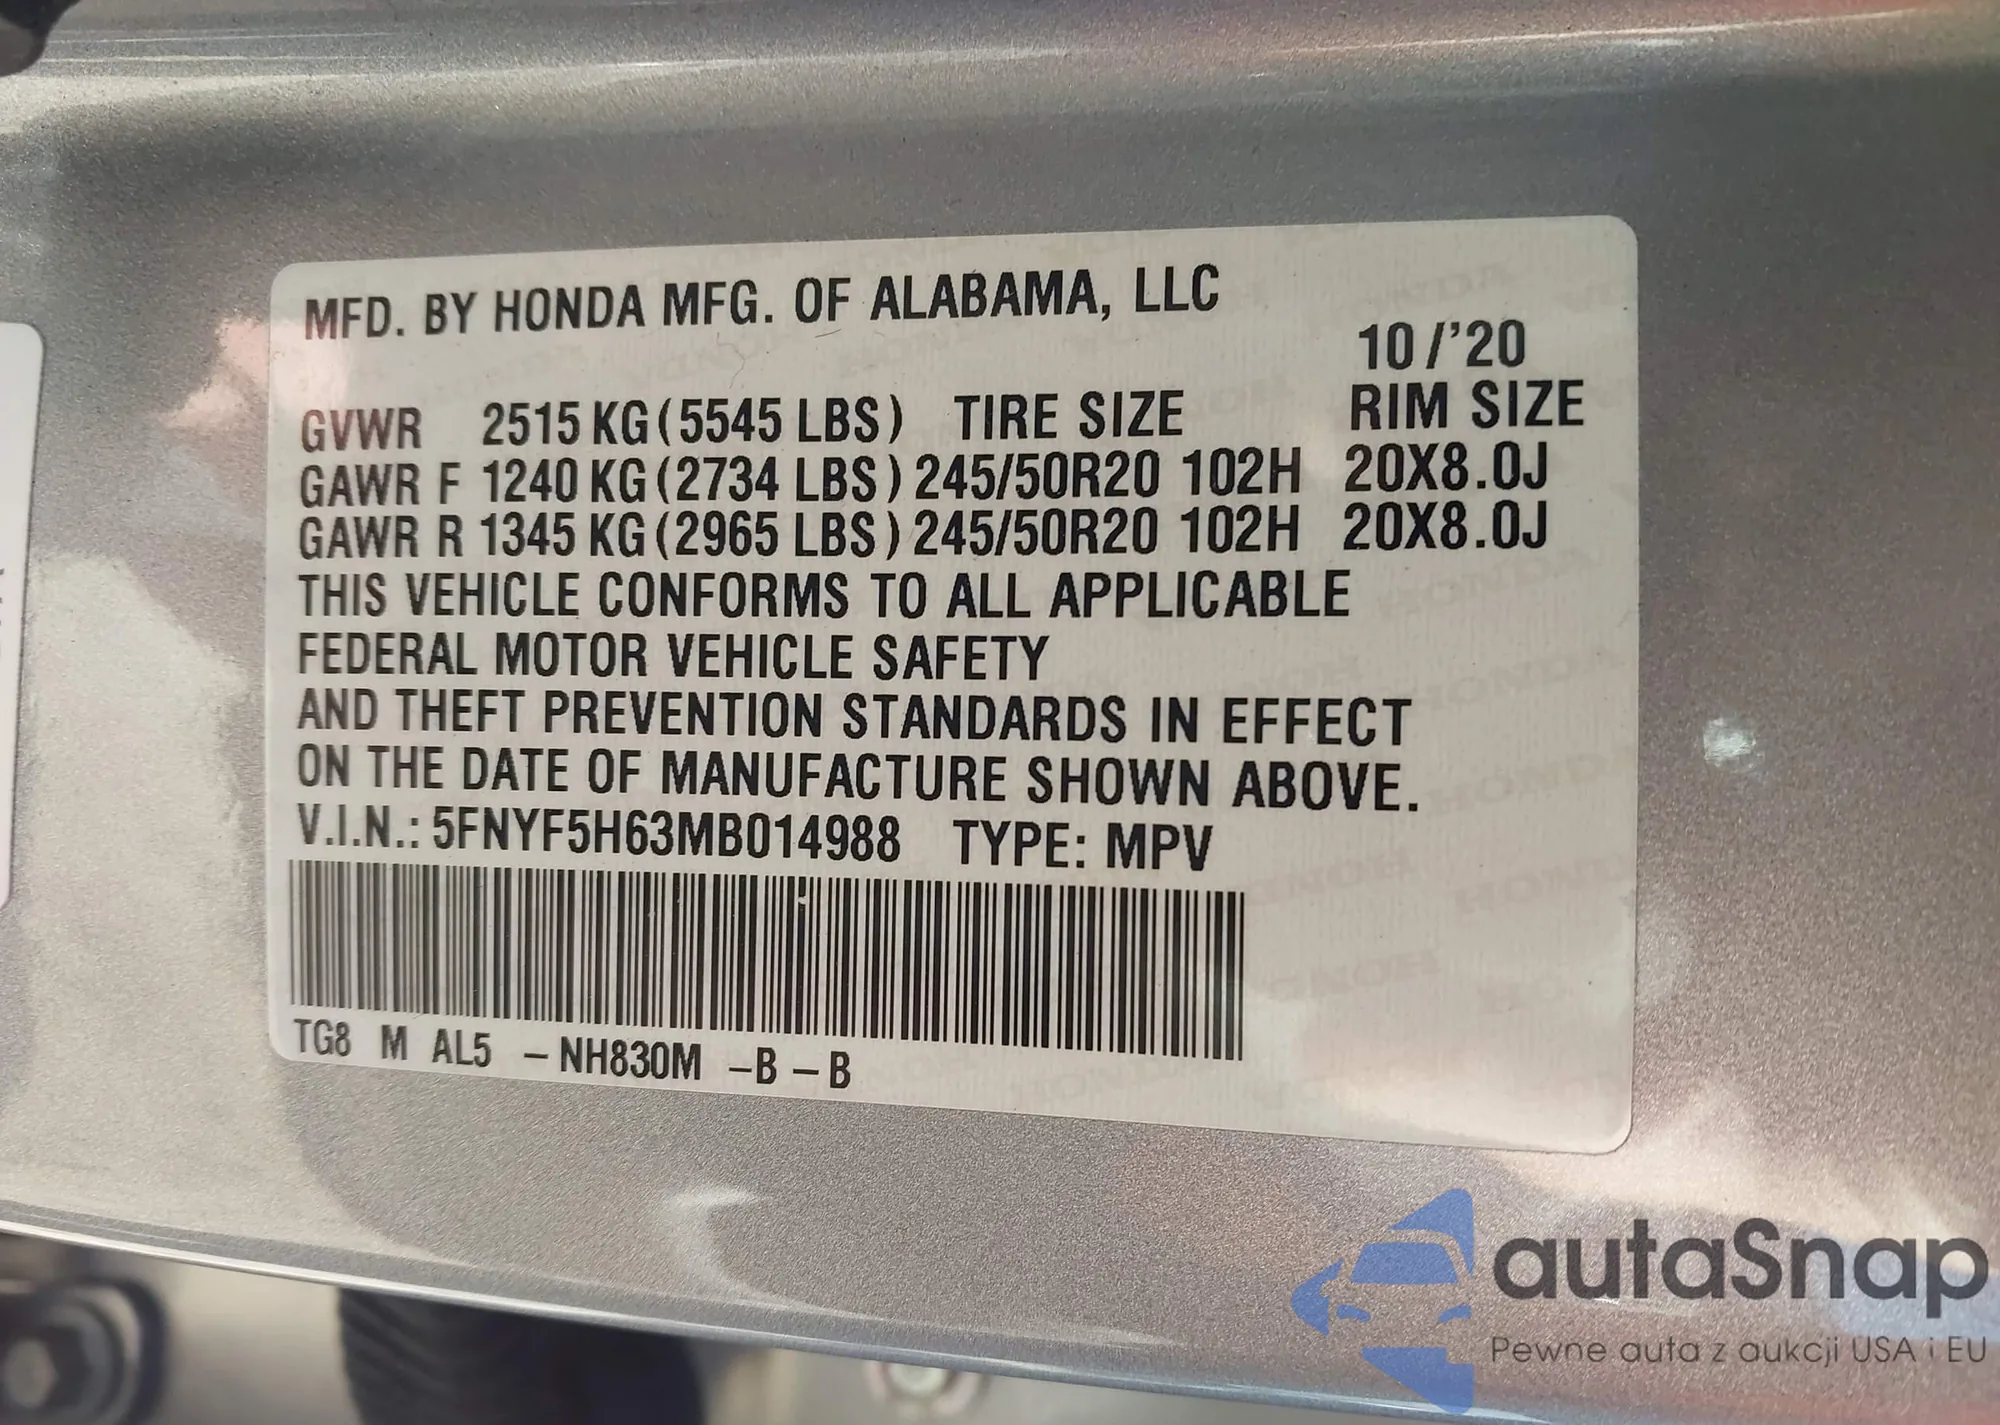 MFD. BY HONDA MFG. OF ALABAMA, LLC
10/'20
GVWR 2515 KG (5545 LBS) TIRE SIZE RIM SIZE
GAWR F 1240 KG (2734 LBS) 245/50R20 102H 20X8.0J
GAWR R 1345 KG (2965 LBS) 245/50R20 102H 20X8.0J
THIS VEHICLE CONFORMS TO ALL APPLICABLE
FEDERAL MOTOR VEHICLE SAFETY
AND THEFT PREVENTION STANDARDS IN EFFECT
ON THE DATE OF MANUFACTURE SHOWN ABOVE.
V.I.N.: 5FNYF5H63MB014988 TYPE: MPV
TG8 M AL5 – NH830M – B – B
autaSnap
Pewne auta z aukcji USA i EU